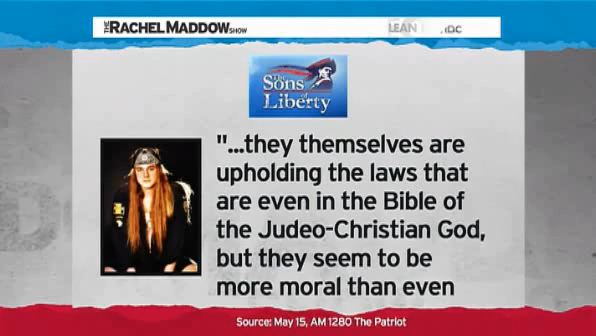 THE RACHEL MADDOW SHOW
LEAN
The
Sons
of
Liberty
"...they themselves are
upholding the laws that
are even in the Bible of
the Judeo-Christian God,
but they seem to be
more moral than even
Source: May 15, AM 1280 The Patriot